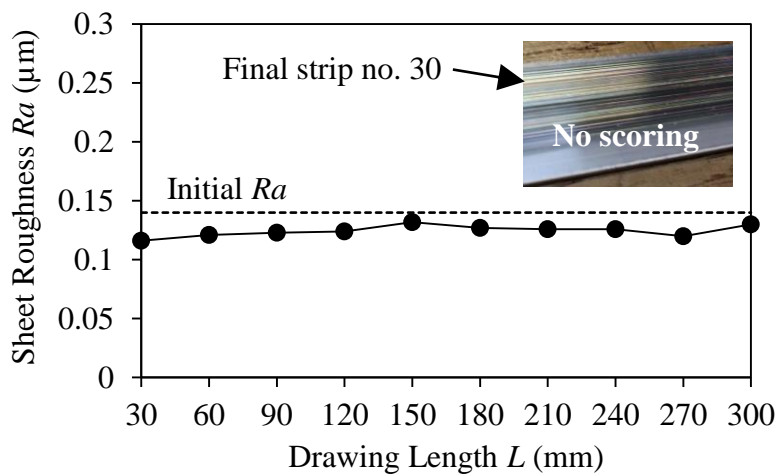 Sheet Roughness Ra (µm)
0.3
0.25
0.2
0.15
0.1
0.05
0
Final strip no. 30
No scoring
Initial Ra
30 60 90 120 150 180 210 240 270 300
Drawing Length L (mm)